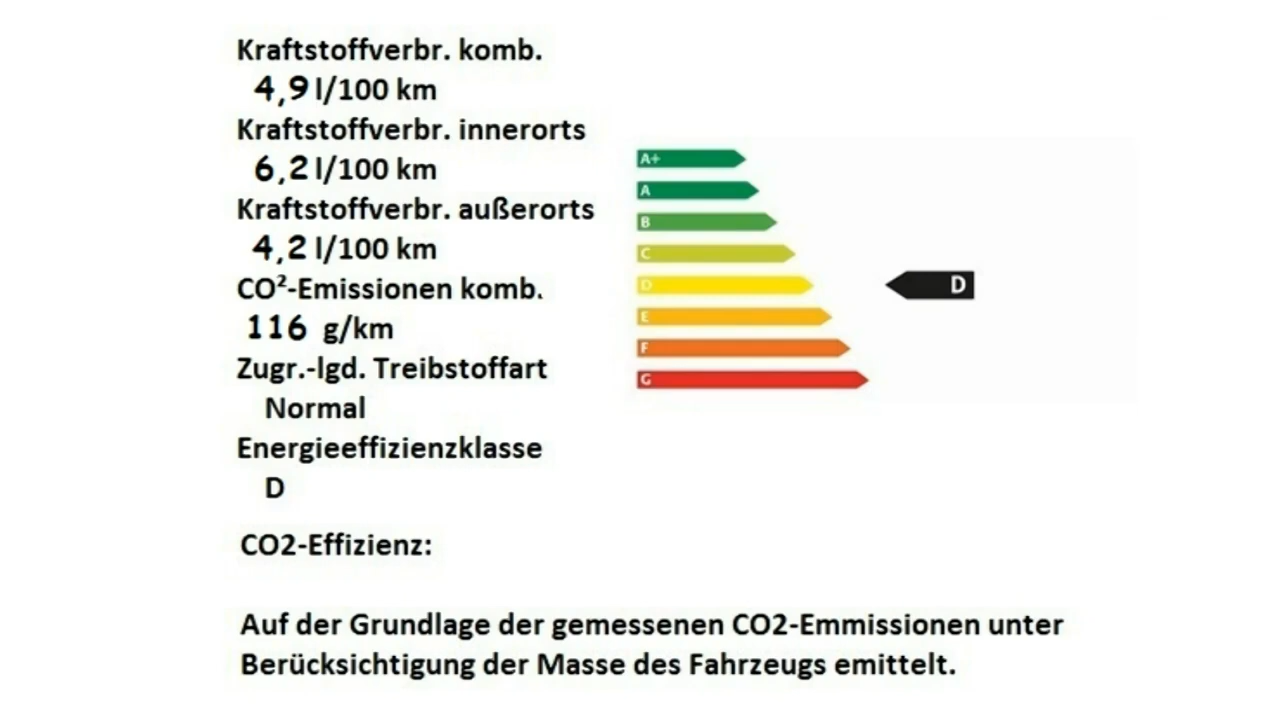 Kraftstoffverbr. komb.
4,9 l/100 km
Kraftstoffverbr. innerorts
6,2 l/100 km
Kraftstoffverbr. außerorts
4,2 l/100 km
CO²-Emissionen komb.
116 g/km
Zugr.-lgd. Treibstoffart
Normal
Energieeffizienzklasse
D
A+
A
B
C
D
E
F
G
D
CO2-Effizienz:
Auf der Grundlage der gemessenen CO2-Emmissionen unter
Berücksichtigung der Masse des Fahrzeugs emittelt.